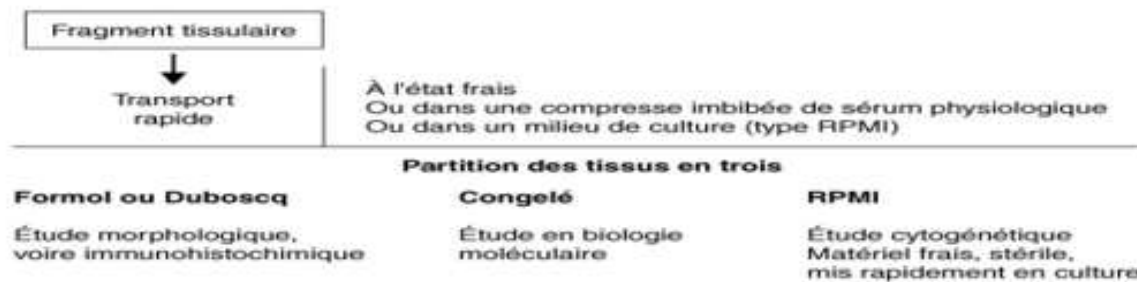 Fragment tissulaire
Transport
rapide
À l'état frais
Ou dans une compresse imbibée de sérum physiologique
Ou dans un milieu de culture (type RPMI)
Partition des tissus en trois
Formol ou Duboscq
Étude morphologique,
voire immunohistochimique
Congelé
Étude en biologie
moléculaire
RPMI
Étude cytogénétique
Matériel frais, stérile,
mis rapidement en culture